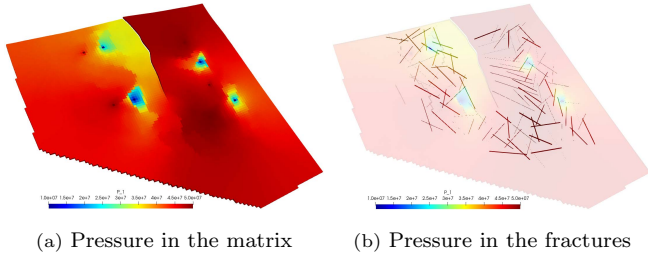 P_1
1.0e+07 1.5e+7 2e+7 2.5e+7 3e+7 3.5e+7 4e+7 4.5e+7 5.0e+07
P_1
1.0e+07 1.5e+7 2e+7 2.5e+7 3e+7 3.5e+7 4e+7 4.5e+7 5.0e+07
(a) Pressure in the matrix
(b) Pressure in the fractures